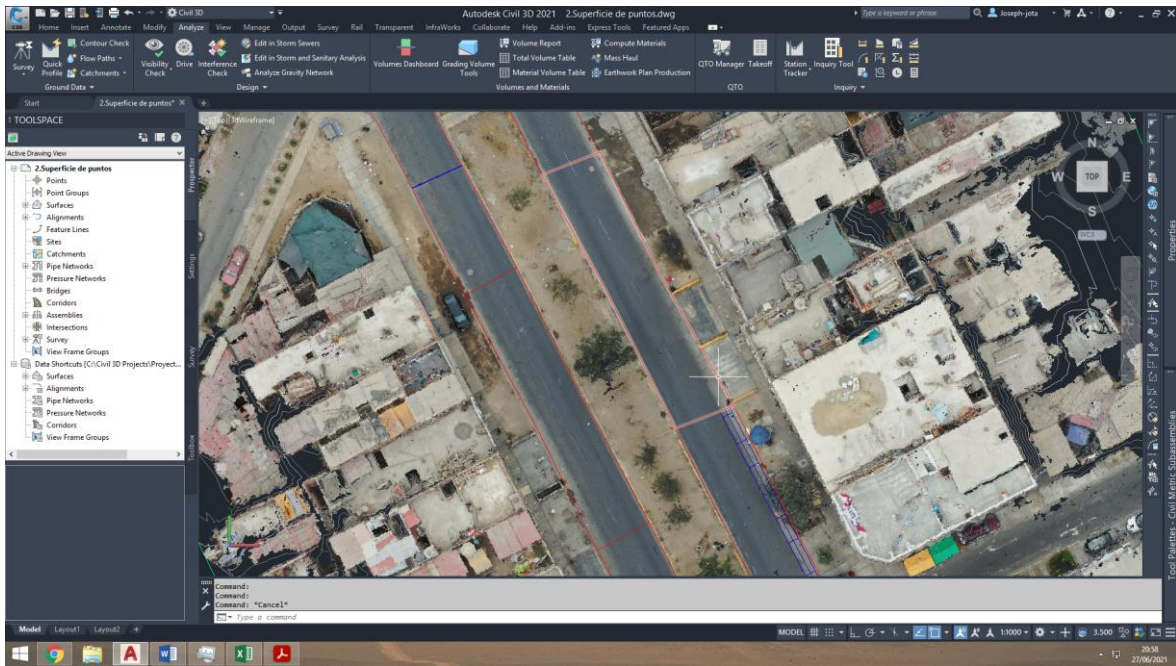 Civil 3D
Autodesk Civil 3D 2021 2.Superficie de puntos.dwg
Type a keyword or phrase
Joseph-jota
Home Insert Annotate Modify Analyze View Manage Output Survey Rail Transparent InfraWorks Collaborate Help Add-ins Express Tools Featured Apps
Survey
Quick Profile
Contour Check
Flow Paths
Catchments
Ground Data
Visibility Check
Drive
Interference Check
Edit in Storm Sewers
Edit in Storm and Sanitary Analysis
Analyze Gravity Network
Design
Volumes Dashboard
Grading Volume Tools
Volume Report
Total Volume Table
Material Volume Table
Compute Materials
Mass Haul
Earthwork Plan Production
Volumes and Materials
QTO Manager
Takeoff
QTO
Station Tracker
Inquiry Tool
Inquiry
Start
2.Superficie de puntos*
TOOLSPACE
Active Drawing View
2.Superficie de puntos
Points
Point Groups
Surfaces
Alignments
Feature Lines
Sites
Catchments
Pipe Networks
Pressure Networks
Bridges
Corridors
Assemblies
Intersections
Survey
View Frame Groups
Data Shortcuts [C:\Civil 3D Projects\Proyect...
Surfaces
Alignments
Pipe Networks
Pressure Networks
Corridors
View Frame Groups
Prospector
Settings
Survey
Toolbox
[-][Top][2dWireframe]
N
W
TOP
E
S
WCS
Properties
Tool Palettes - Civil Metric Subassemblies
Command:
Command:
Command: *Cancel*
Type a command
Model Layout1 Layout2 +
MODEL
1:1000
3.500
20:58
27/06/2021